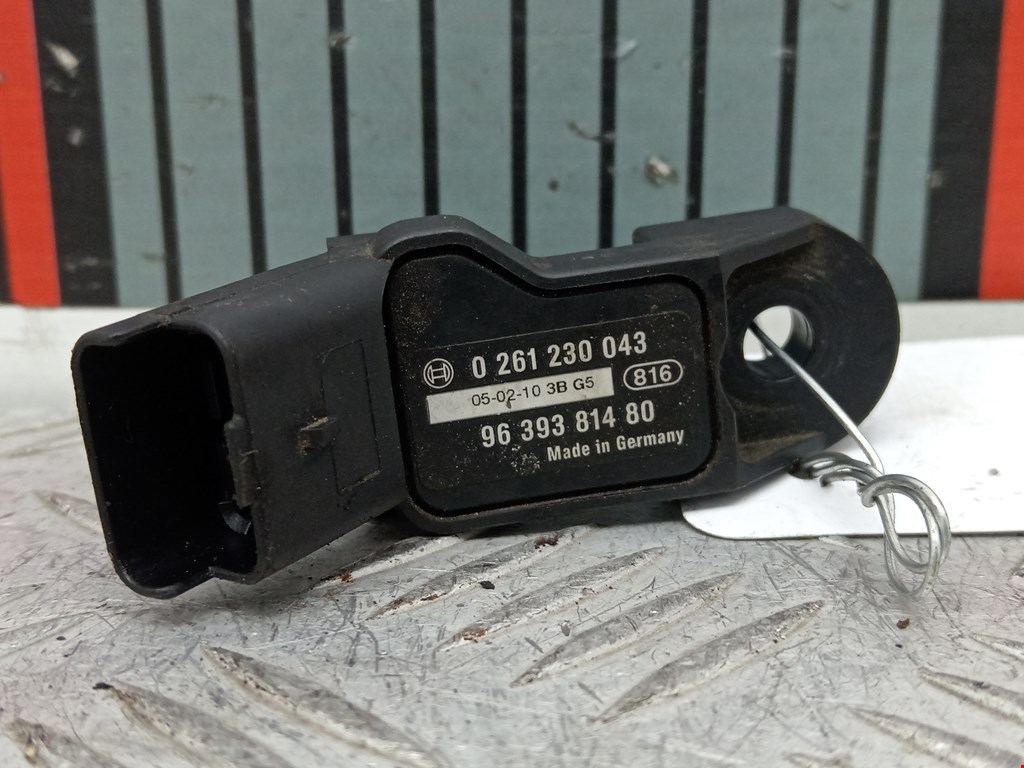 0 261 230 043
05-02-10 3B G5 816
96 393 814 80
Made in Germany